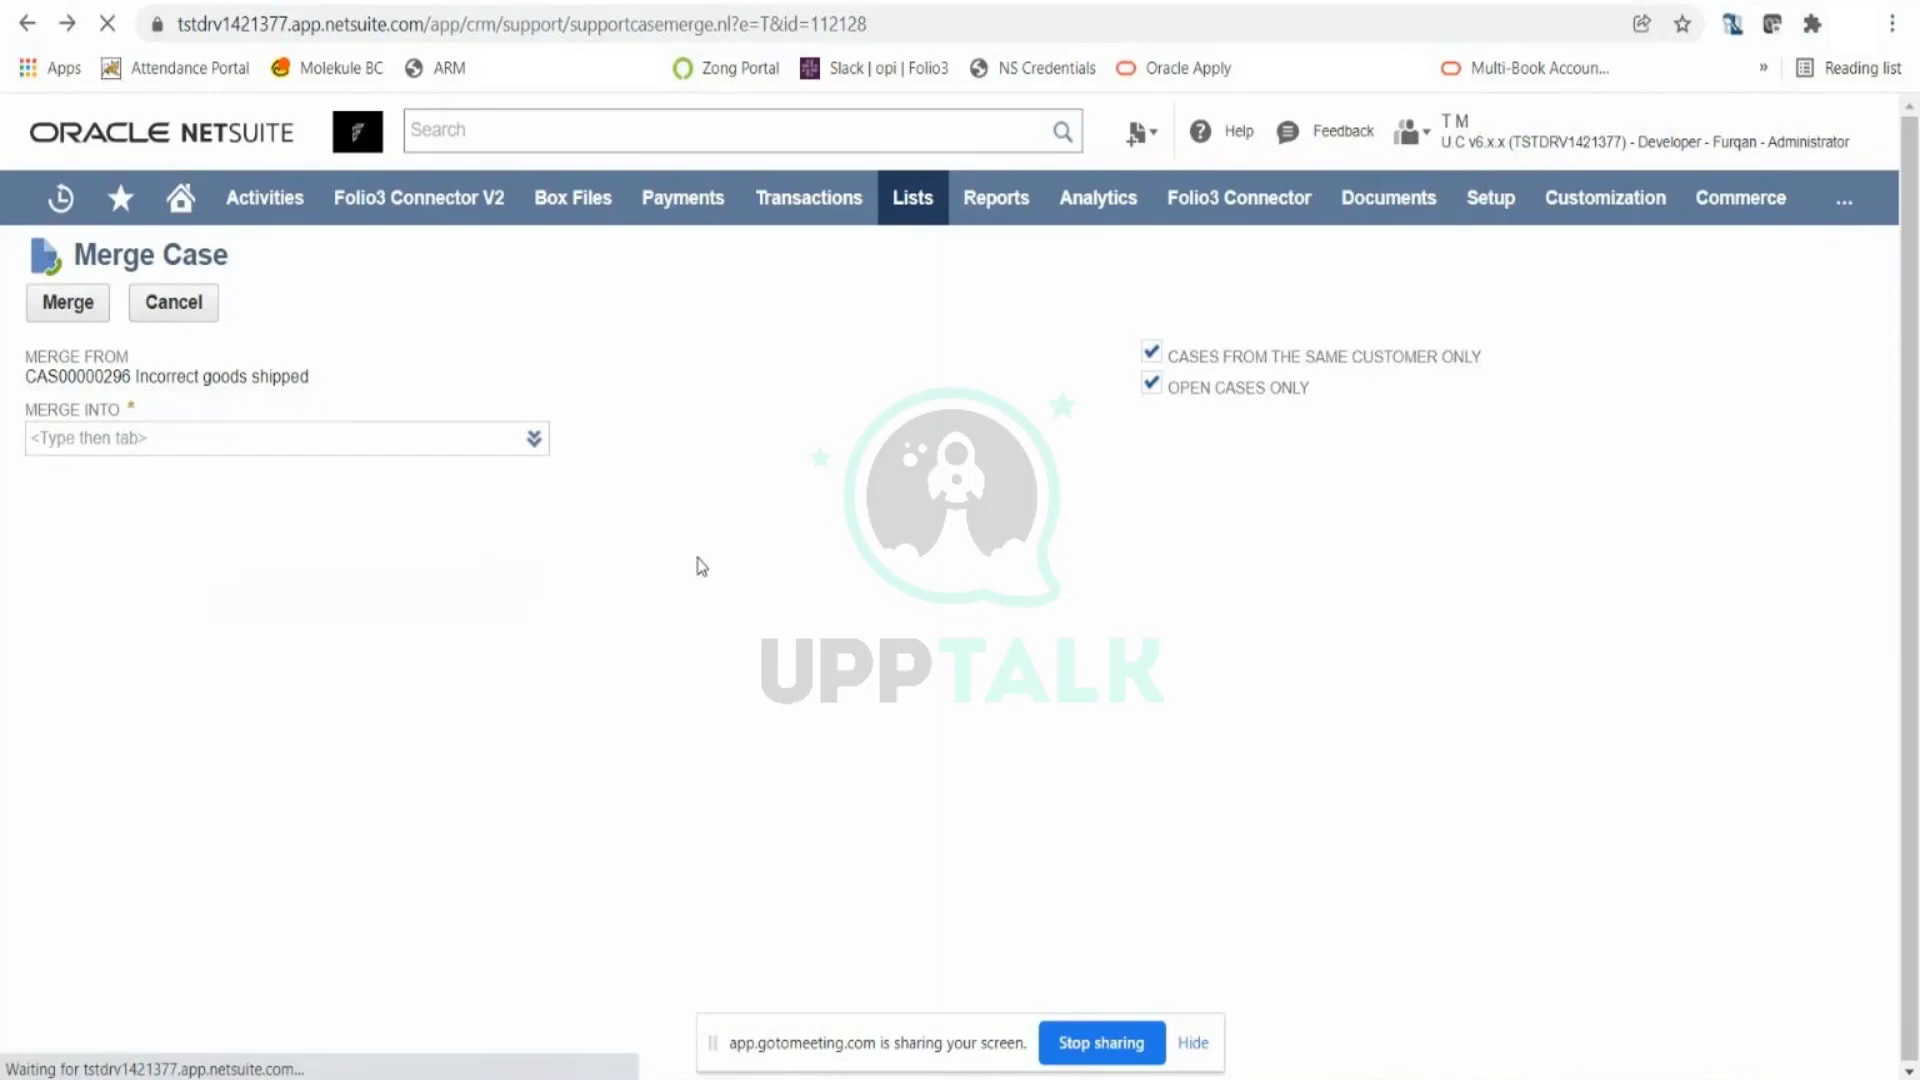 tstdrv1421377.app.netsuite.com/app/crm/support/supportcasemerge.nl?e=T&id=112128
Apps Attendance Portal Molekule BC ARM Zong Portal Slack | opi | Folio3 NS Credentials Oracle Apply Multi-Book Accoun... » Reading list
ORACLE NETSUITE Search Help Feedback T M
U.C v6.x.x (TSTDRV1421377) - Developer - Furqan - Administrator
Activities Folio3 Connector V2 Box Files Payments Transactions Lists Reports Analytics Folio3 Connector Documents Setup Customization Commerce ...
Merge Case
Merge Cancel
MERGE FROM
CAS00000296 Incorrect goods shipped
MERGE INTO *
<Type then tab>
CASES FROM THE SAME CUSTOMER ONLY
OPEN CASES ONLY
UPPTALK
app.gotomeeting.com is sharing your screen. Stop sharing Hide
Waiting for tstdrv1421377.app.netsuite.com...